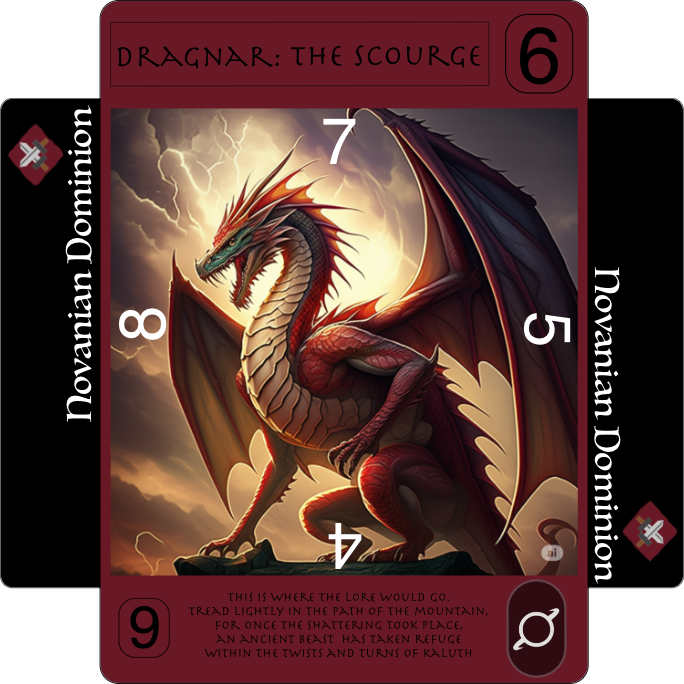 DRAGNAR: THE SCOURGE
6
7
Novanian Dominion
8
5
Novanian Dominion
4
ai
9
THIS IS WHERE THE LORE WOULD GO.
TREAD LIGHTLY IN THE PATH OF THE MOUNTAIN,
FOR ONCE THE SHATTERING TOOK PLACE,
AN ANCIENT BEAST HAS TAKEN REFUGE
WITHIN THE TWISTS AND TURNS OF KALUTH